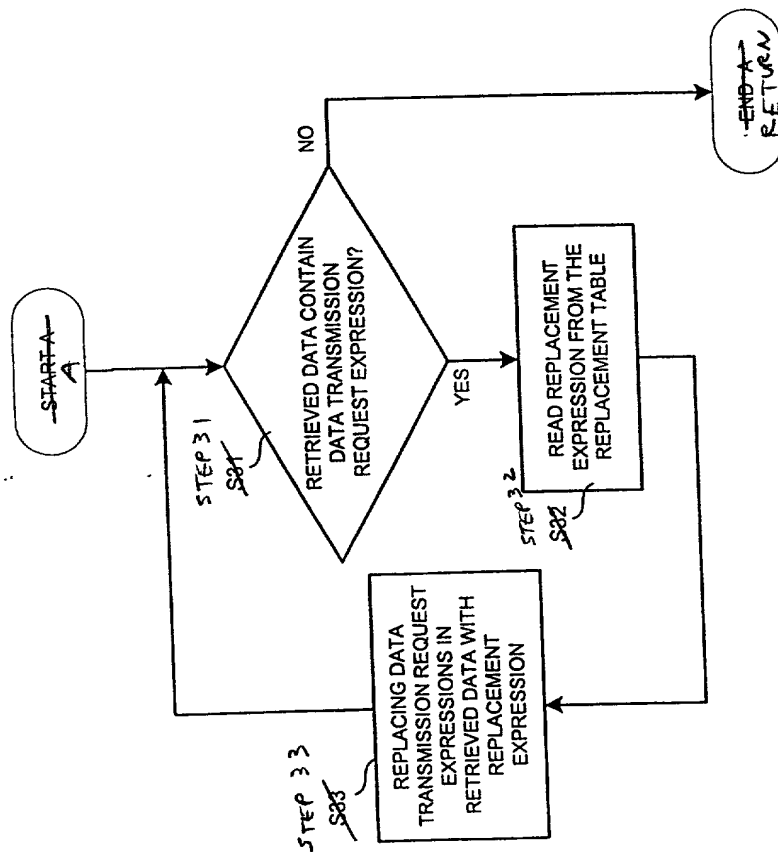 START A
A
STEP 31
S31
RETRIEVED DATA CONTAIN
DATA TRANSMISSION
REQUEST EXPRESSION?
NO
YES
STEP 32
S32
READ REPLACEMENT
EXPRESSION FROM THE
REPLACEMENT TABLE
STEP 33
S33
REPLACING DATA
TRANSMISSION REQUEST
EXPRESSIONS IN
RETRIEVED DATA WITH
REPLACEMENT
EXPRESSION
END A
RETURN